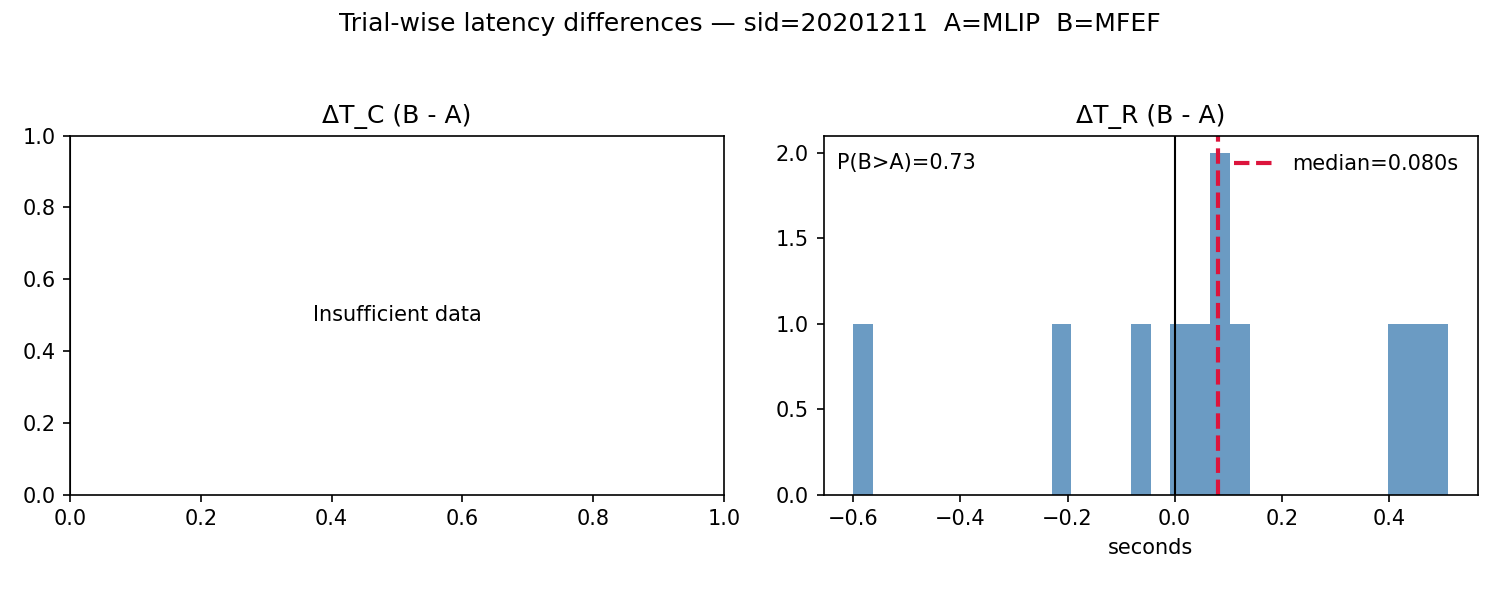 Trial-wise latency differences — sid=20201211  A=MLIP  B=MFEF
ΔT_C (B - A)
1.0
0.8
0.6
0.4
0.2
0.0
Insufficient data
0.0 0.2 0.4 0.6 0.8 1.0
ΔT_R (B - A)
2.0
1.5
1.0
0.5
0.0
P(B>A)=0.73
median=0.080s
−0.6 −0.4 −0.2 0.0 0.2 0.4
seconds